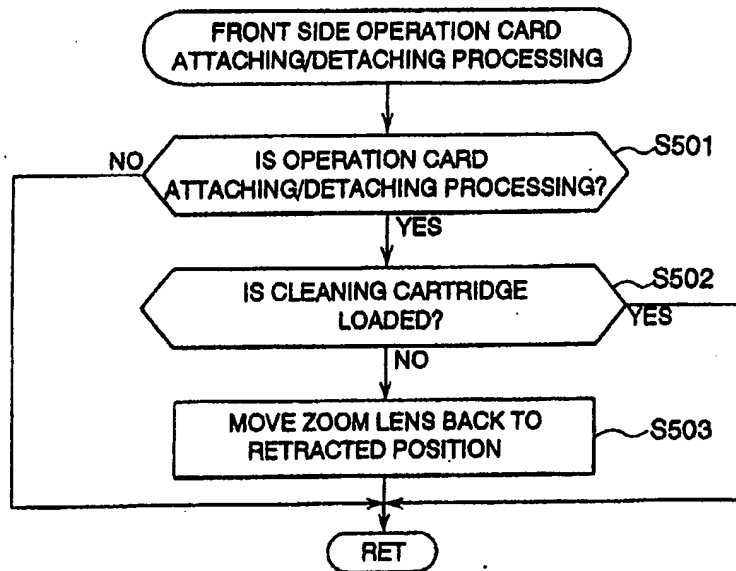 FRONT SIDE OPERATION CARD
ATTACHING/DETACHING PROCESSING
NO
IS OPERATION CARD
ATTACHING/DETACHING PROCESSING?
S501
YES
IS CLEANING CARTRIDGE
LOADED?
S502
YES
NO
MOVE ZOOM LENS BACK TO
RETRACTED POSITION
S503
RET